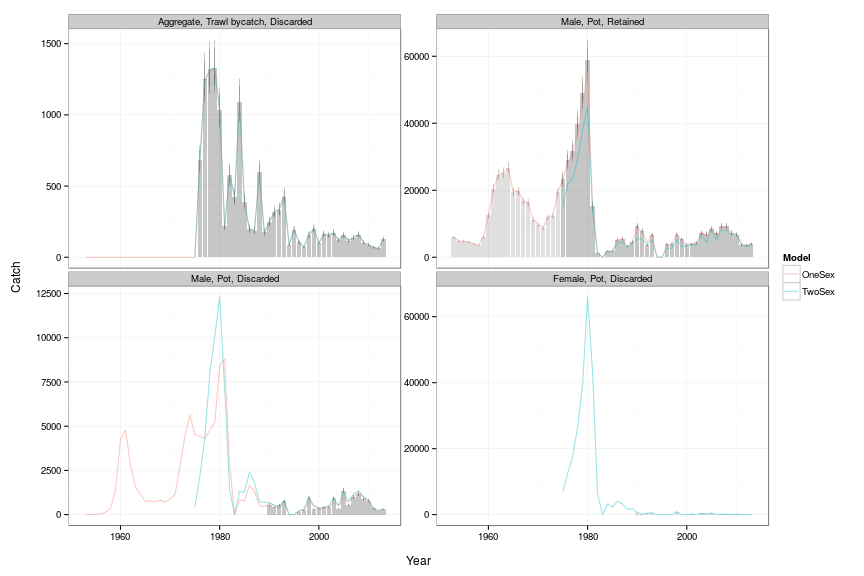 Aggregate, Trawl bycatch, Discarded
Male, Pot, Retained
1500
1000
500
0
60000
40000
20000
0
Male, Pot, Discarded
Female, Pot, Discarded
12500
10000
7500
5000
2500
0
60000
40000
20000
0
1960
1980
2000
1960
1980
2000
Catch
Year
Model
OneSex
TwoSex